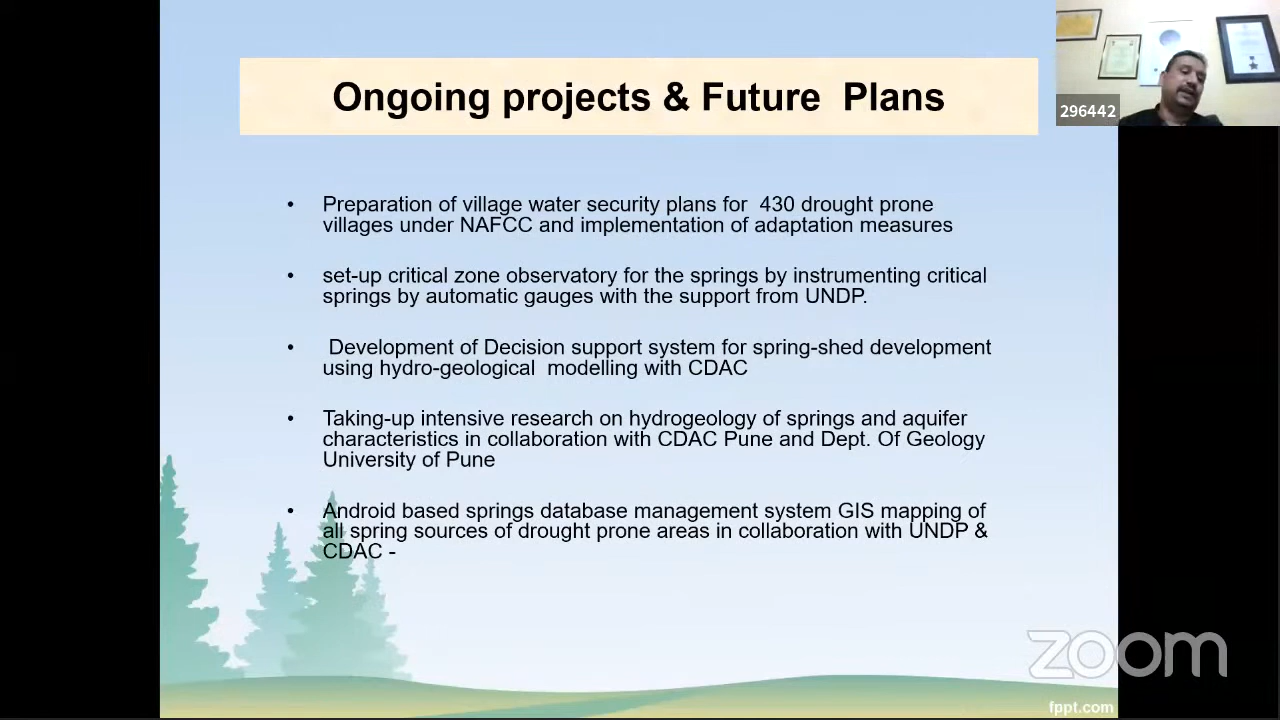 Ongoing projects & Future Plans
296442
• Preparation of village water security plans for 430 drought prone
villages under NAFCC and implementation of adaptation measures
• set-up critical zone observatory for the springs by instrumenting critical
springs by automatic gauges with the support from UNDP.
• Development of Decision support system for spring-shed development
using hydro-geological modelling with CDAC
• Taking-up intensive research on hydrogeology of springs and aquifer
characteristics in collaboration with CDAC Pune and Dept. Of Geology
University of Pune
• Android based springs database management system GIS mapping of
all spring sources of drought prone areas in collaboration with UNDP &
CDAC -
zoom
fppt.com